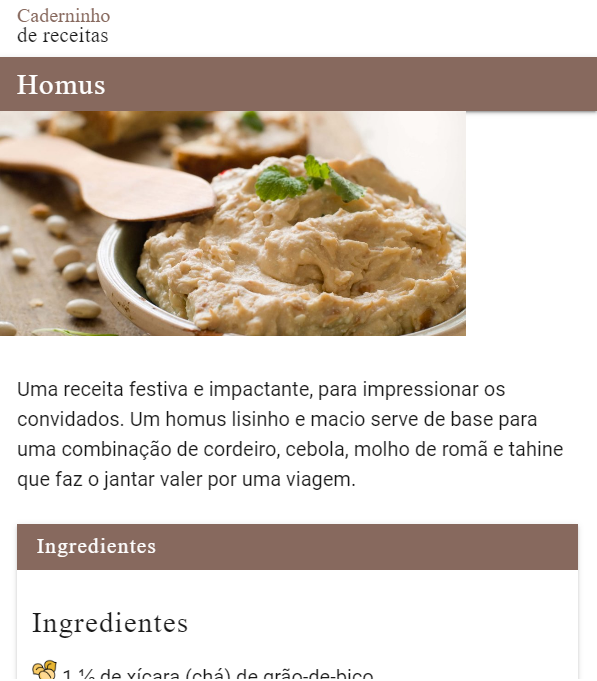 Caderninho
de receitas
Homus
Uma receita festiva e impactante, para impressionar os
convidados. Um homus lisinho e macio serve de base para
uma combinação de cordeiro, cebola, molho de romã e tahine
que faz o jantar valer por uma viagem.
Ingredientes
Ingredientes
1 ½ de xícara (chá) de grão-de-bico